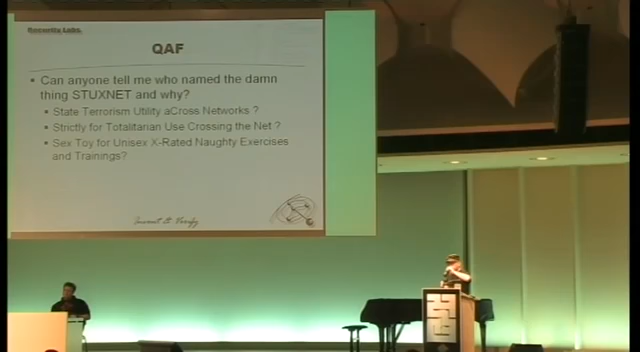 Recurity Labs
QAF
Can anyone tell me who named the damn
thing STUXNET and why?
State Terrorism Utility aCross Networks ?
Strictly for Totalitarian Use Crossing the Net ?
Sex Toy for Unisex X-Rated Naughty Exercises
and Trainings?